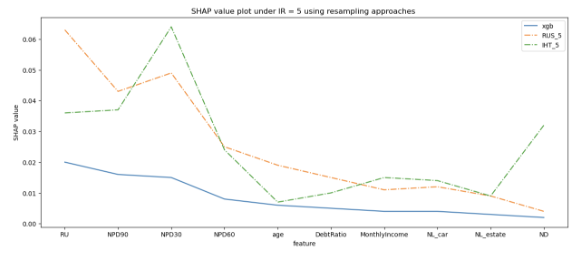 SHAP value plot under IR = 5 using resampling approaches
xgb
RUS_5
IHT_5
0.06
0.05
0.04
0.03
0.02
0.01
0.00
SHAP value
RU
NPD90
NPD30
NPD60
age
DebtRatio
MonthlyIncome
NL_car
NL_estate
ND
feature